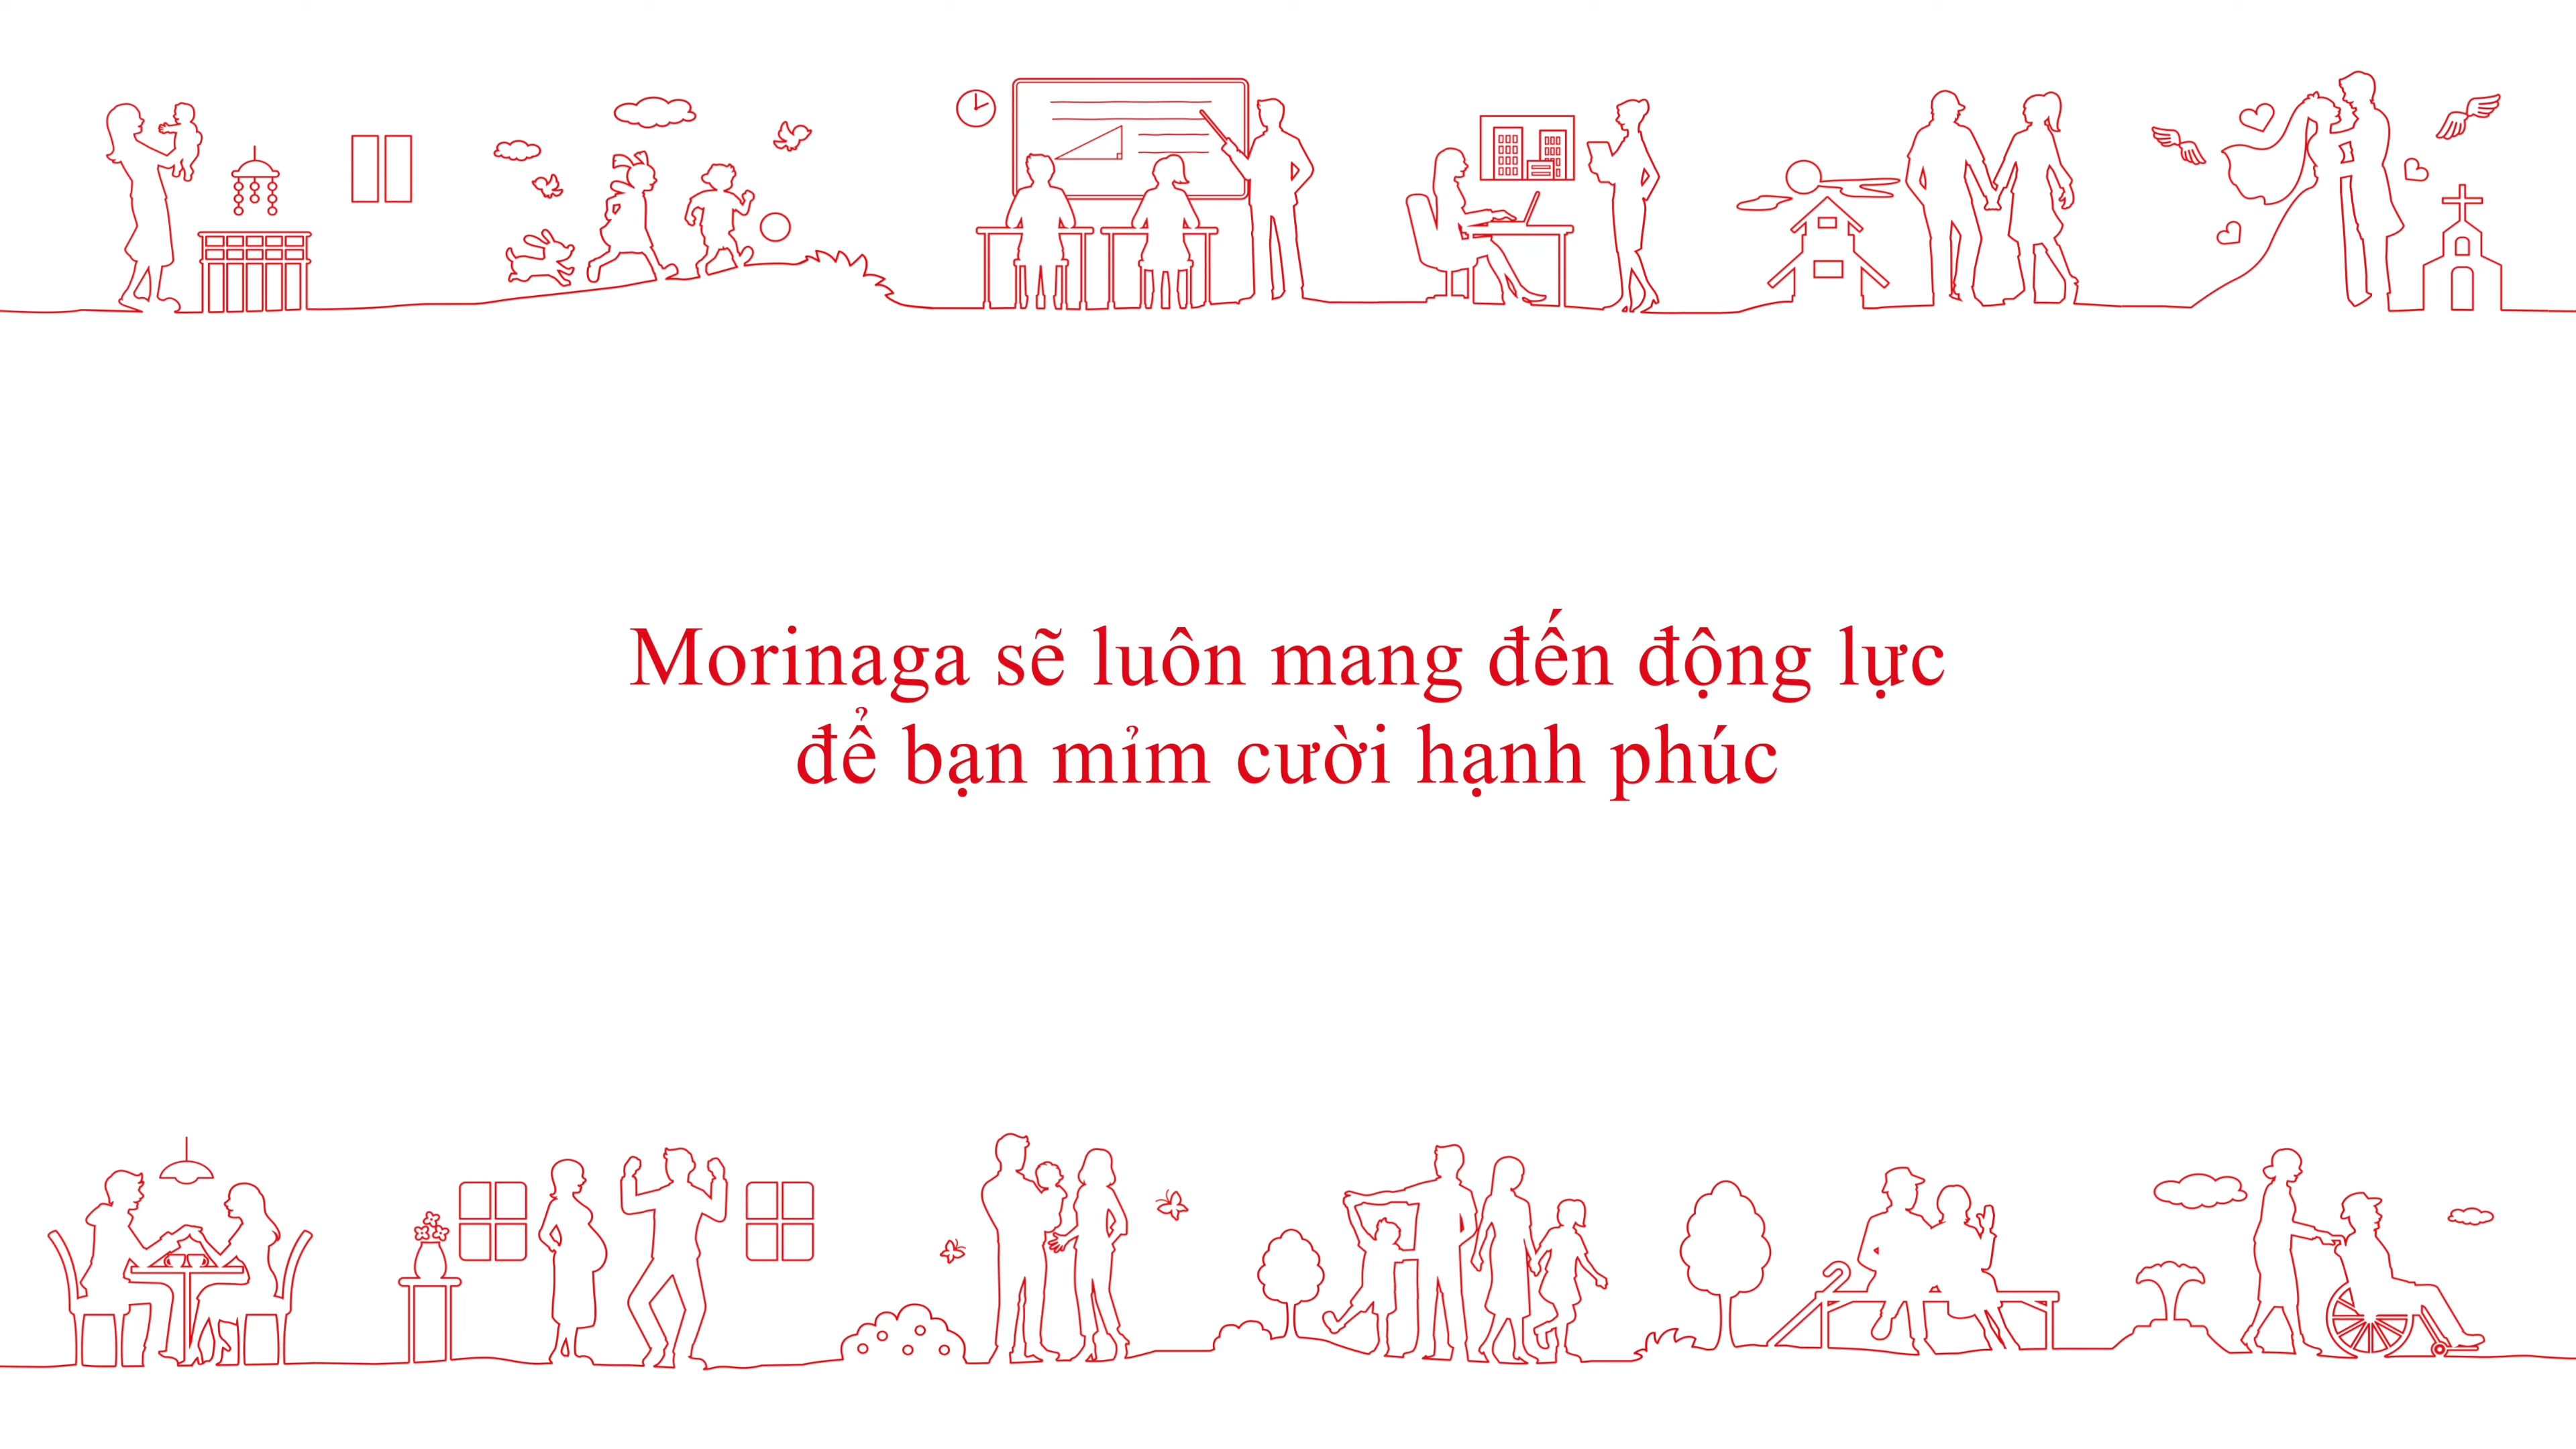 Morinaga sẽ luôn mang đến động lực
để bạn mỉm cười hạnh phúc